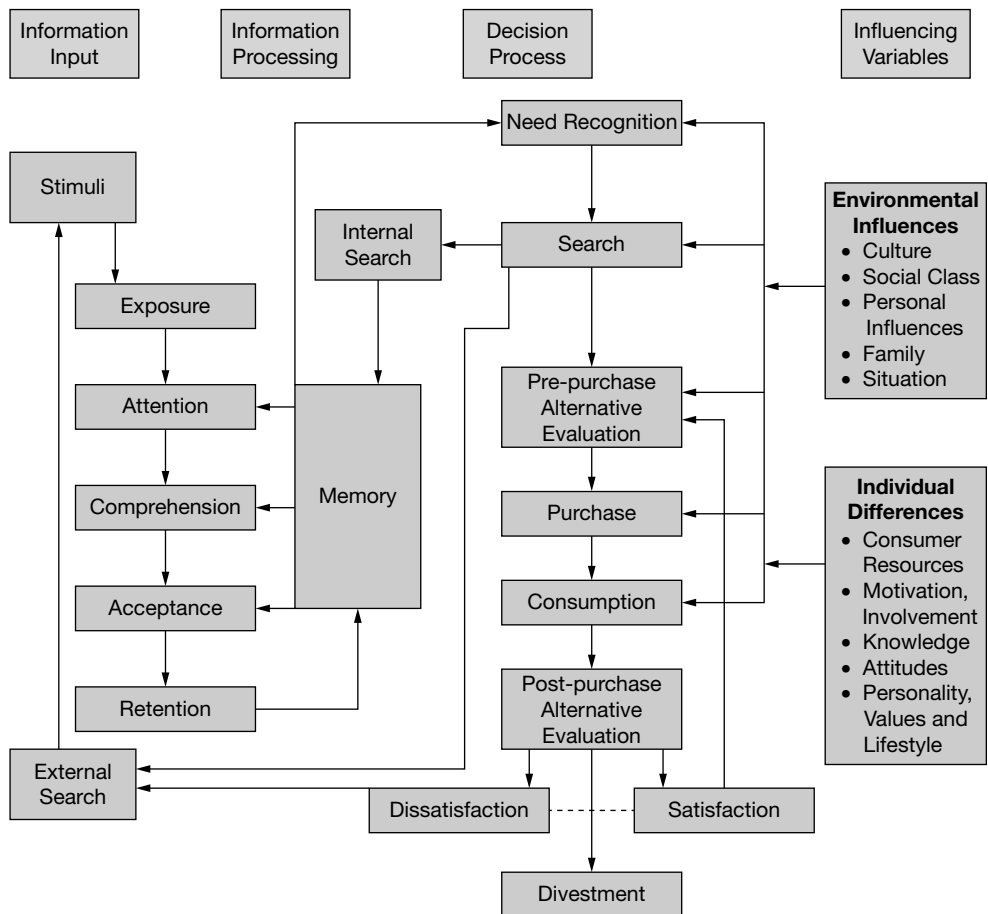 Information
Input
Information
Processing
Decision
Process
Influencing
Variables
Need Recognition
Stimuli
Internal
Search
Search
Environmental
Influences
• Culture
• Social Class
• Personal
Influences
• Family
• Situation
Exposure
Attention
Pre-purchase
Alternative
Evaluation
Memory
Comprehension
Purchase
Individual
Differences
• Consumer
Resources
• Motivation,
Involvement
• Knowledge
• Attitudes
• Personality,
Values and
Lifestyle
Acceptance
Consumption
Retention
Post-purchase
Alternative
Evaluation
External
Search
Dissatisfaction
Satisfaction
Divestment